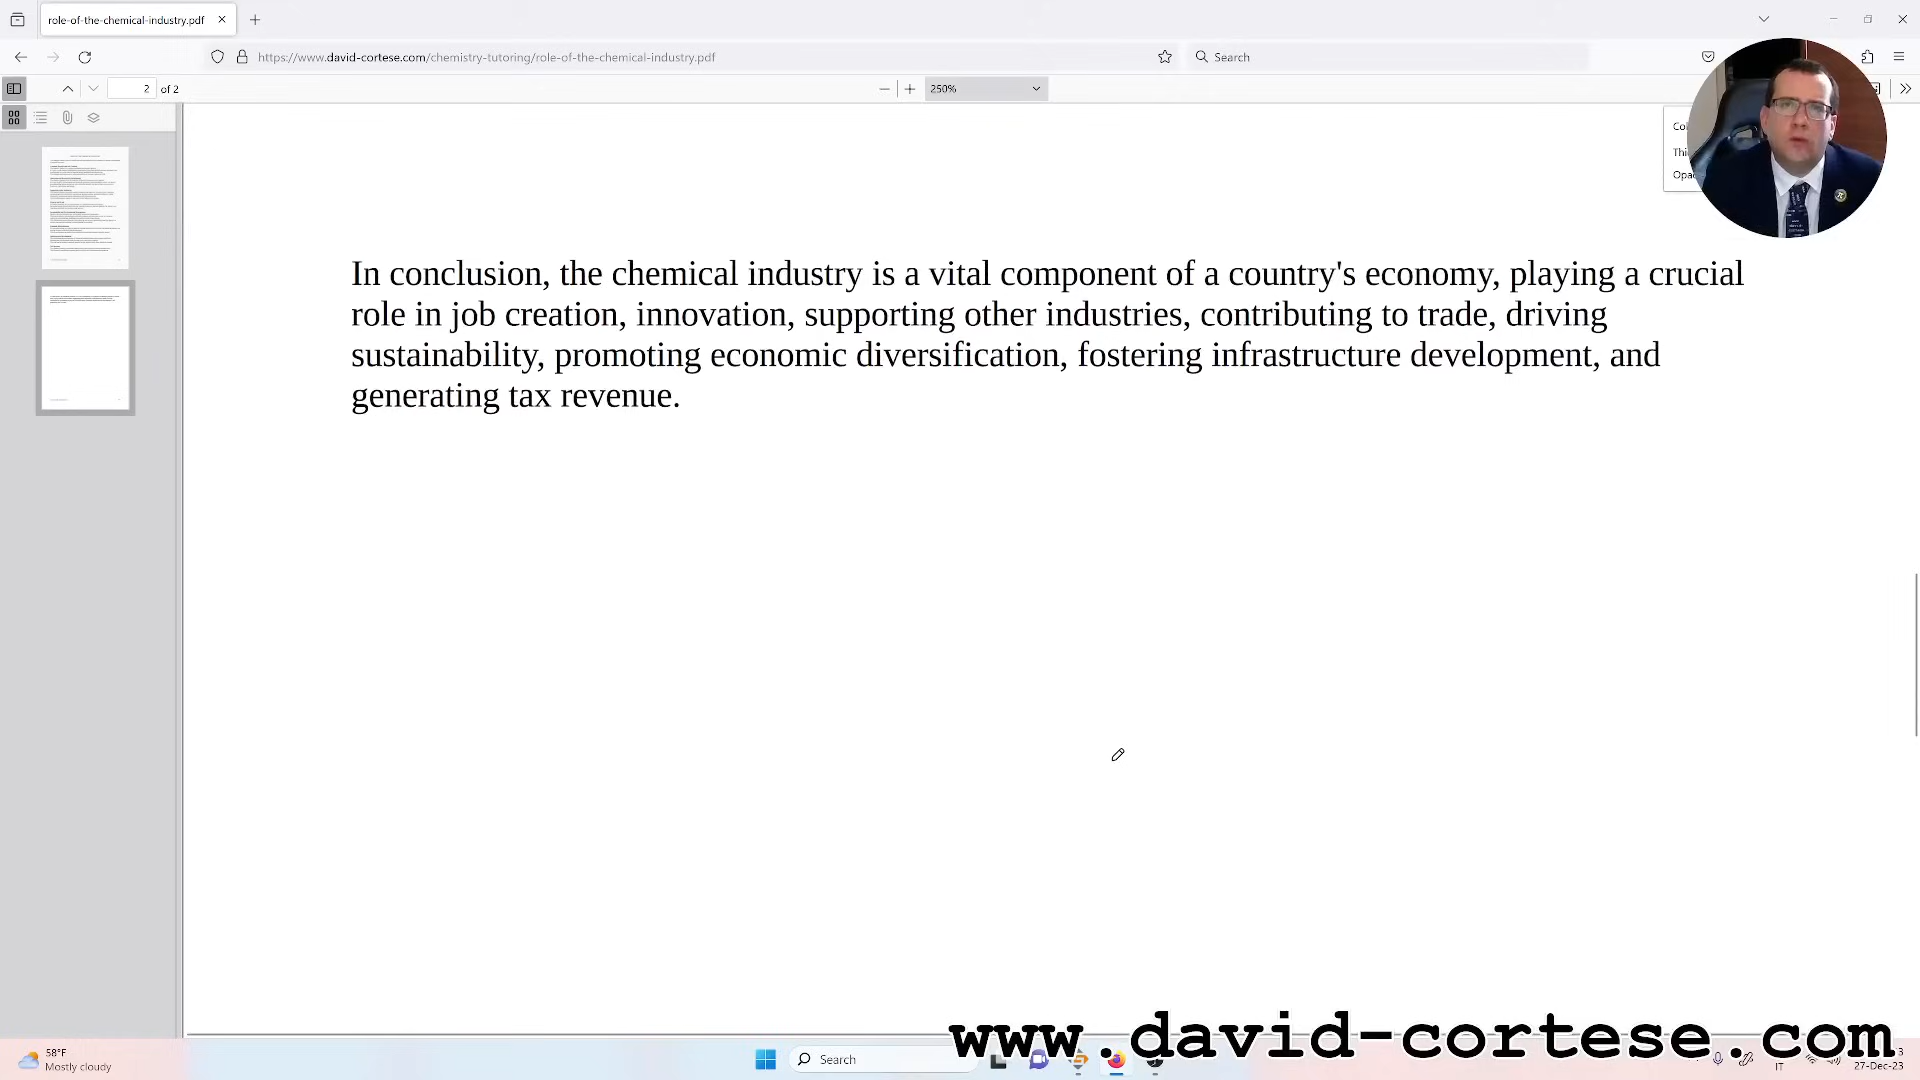 role-of-the-chemical-industry.pdf
https://www.david-cortese.com/chemistry-tutoring/role-of-the-chemical-industry.pdf
Search
2 of 2
250%
In conclusion, the chemical industry is a vital component of a country's economy, playing a crucial
role in job creation, innovation, supporting other industries, contributing to trade, driving
sustainability, promoting economic diversification, fostering infrastructure development, and
generating tax revenue.
www.david-cortese.com
58°F
Mostly cloudy
Search
IT
27-Dec-23